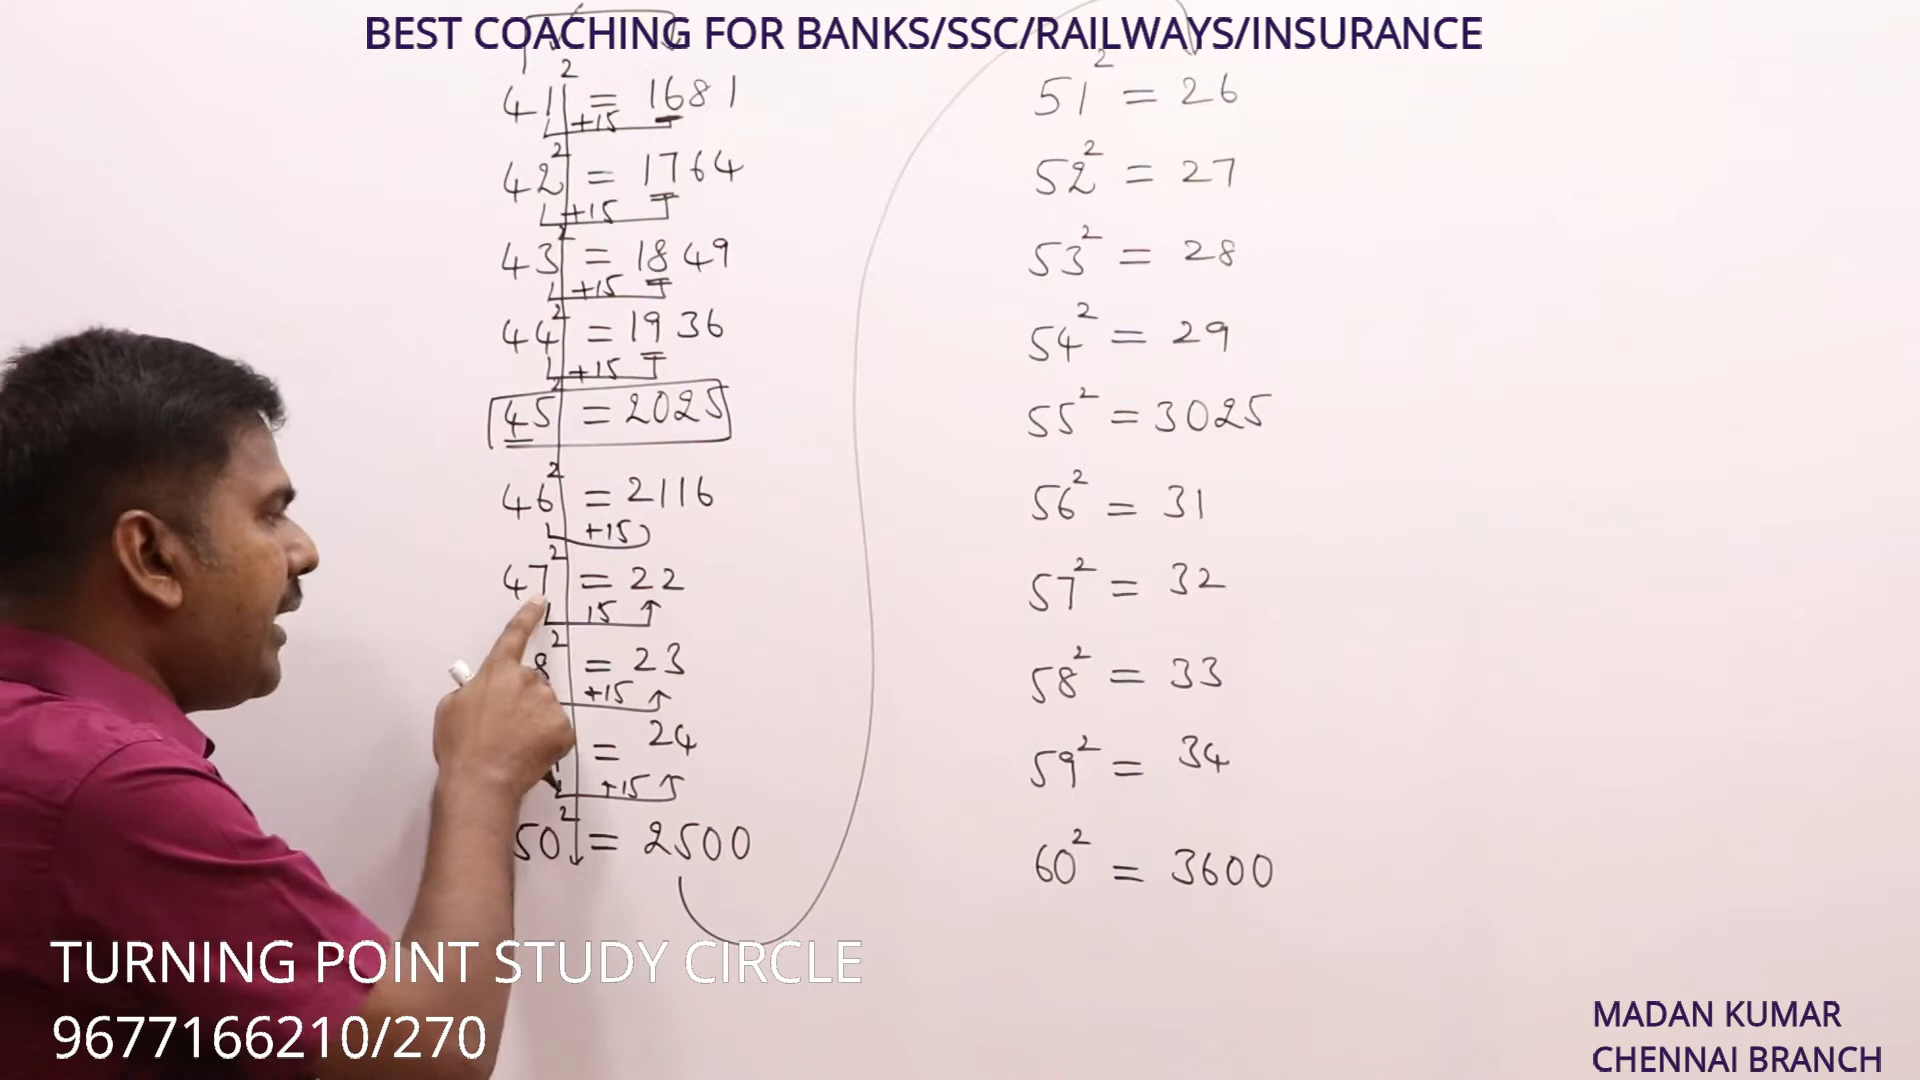 BEST COACHING FOR BANKS/SSC/RAILWAYS/INSURANCE
41² = 1681
+15
42² = 1764
+15
43² = 1849
+15
44² = 1936
+15
45² = 2025
46² = 2116
+15
47² = 22
15
8² = 23
+15
= 24
+15
50² = 2500
51² = 26
52² = 27
53² = 28
54² = 29
55² = 3025
56² = 31
57² = 32
58² = 33
59² = 34
60² = 3600
TURNING POINT STUDY CIRCLE
9677166210/270
MADAN KUMAR
CHENNAI BRANCH